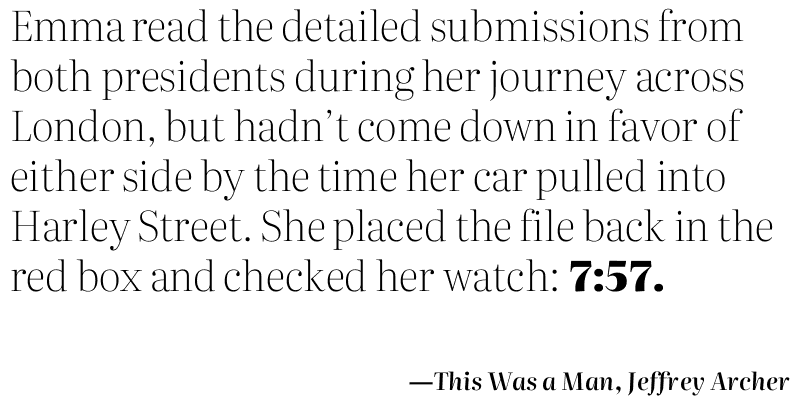 Emma read the detailed submissions from
both presidents during her journey across
London, but hadn’t come down in favor of
either side by the time her car pulled into
Harley Street. She placed the file back in the
red box and checked her watch: 7:57.
—This Was a Man, Jeffrey Archer